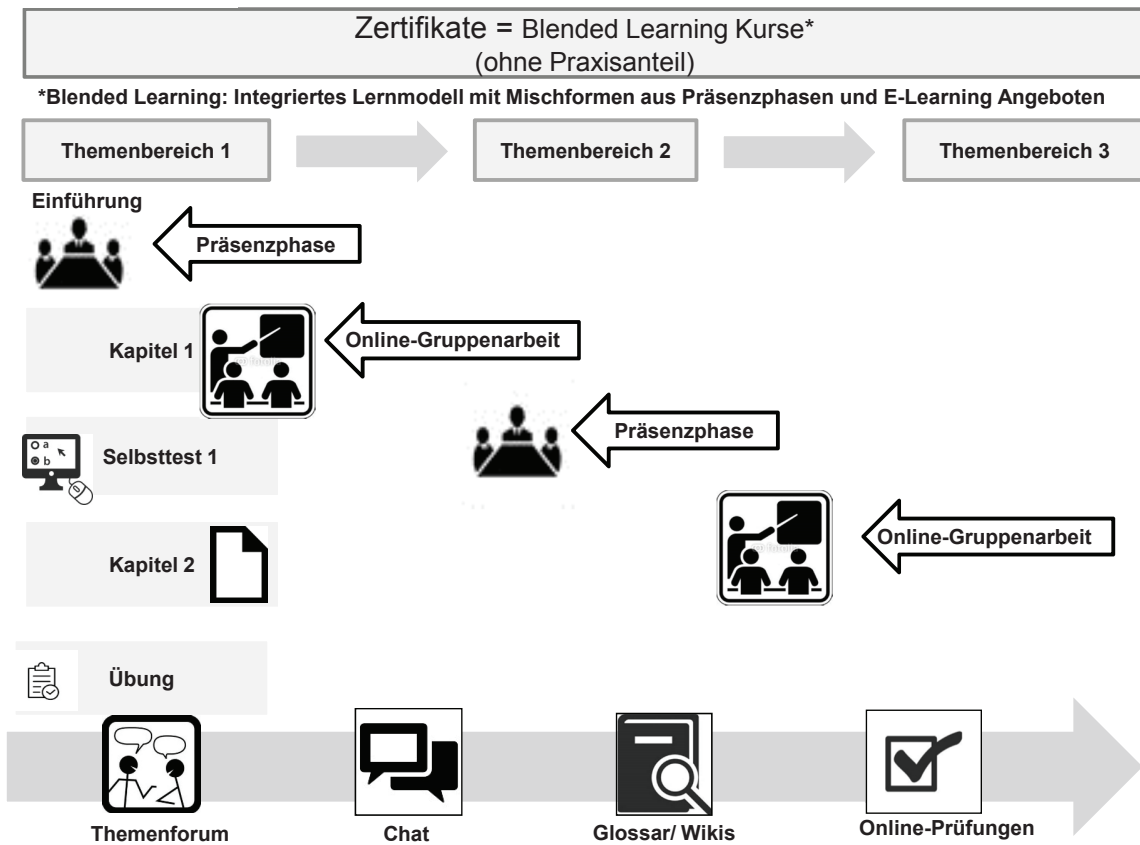 Zertifikate = Blended Learning Kurse*
(ohne Praxisanteil)
*Blended Learning: Integriertes Lernmodell mit Mischformen aus Präsenzphasen und E-Learning Angeboten
Themenbereich 1
Themenbereich 2
Themenbereich 3
Einführung
Präsenzphase
Kapitel 1
Online-Gruppenarbeit
Präsenzphase
a
b
Selbsttest 1
Kapitel 2
Online-Gruppenarbeit
Übung
Themenforum
Chat
Glossar/ Wikis
Online-Prüfungen